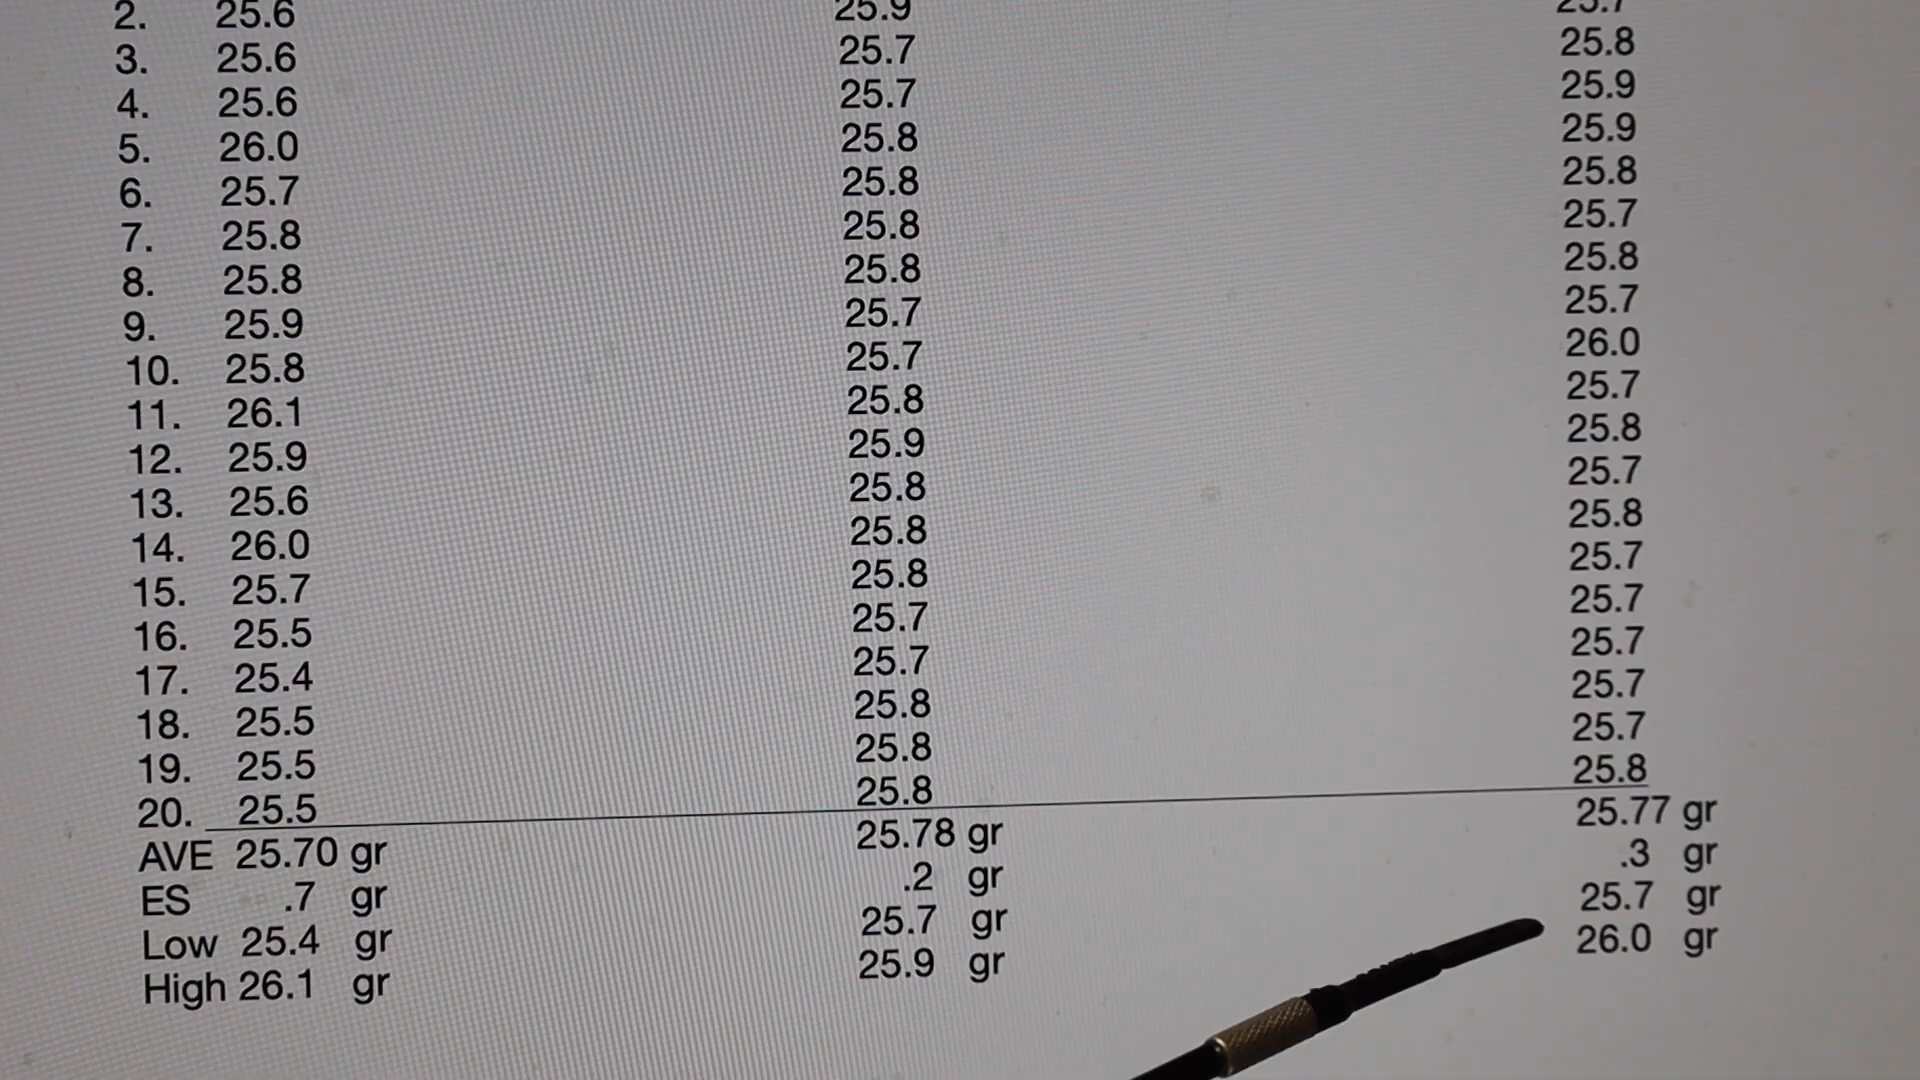 2. 25.6 25.9 25.7
3. 25.6 25.7 25.8
4. 25.6 25.7 25.9
5. 26.0 25.8 25.9
6. 25.7 25.8 25.8
7. 25.8 25.8 25.7
8. 25.8 25.8 25.8
9. 25.9 25.7 25.7
10. 25.8 25.7 26.0
11. 26.1 25.8 25.7
12. 25.9 25.9 25.8
13. 25.6 25.8 25.7
14. 26.0 25.8 25.8
15. 25.7 25.8 25.7
16. 25.5 25.7 25.7
17. 25.4 25.7 25.7
18. 25.5 25.8 25.7
19. 25.5 25.8 25.7
20. 25.5 25.8 25.8
AVE 25.70 gr 25.78 gr 25.77 gr
ES .7 gr .2 gr .3 gr
Low 25.4 gr 25.7 gr 25.7 gr
High 26.1 gr 25.9 gr 26.0 gr